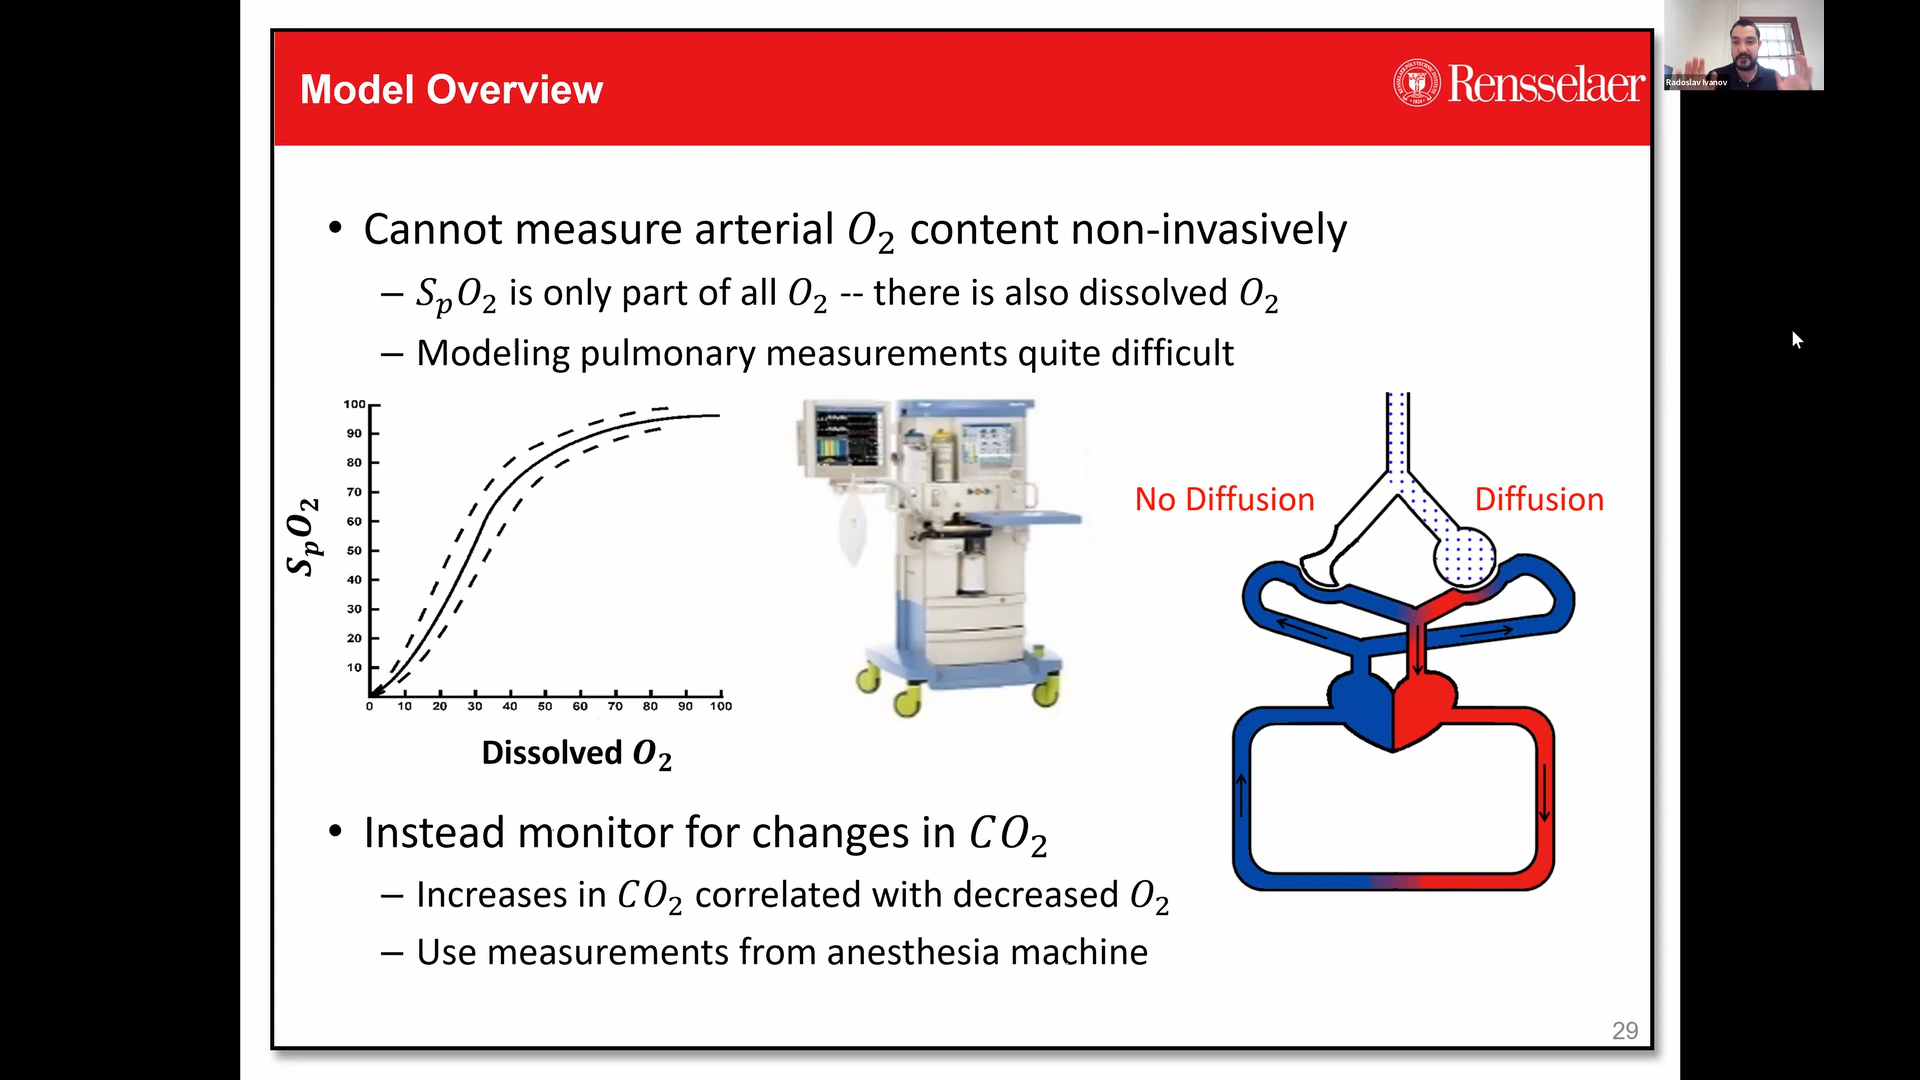 Model Overview
Rensselaer
Radoslav Ivanov
• Cannot measure arterial O₂ content non-invasively
– SₚO₂ is only part of all O₂ -- there is also dissolved O₂
– Modeling pulmonary measurements quite difficult
100
90
80
70
60
50
40
30
20
10
0 10 20 30 40 50 60 70 80 90 100
SₚO₂
Dissolved O₂
No Diffusion
Diffusion
• Instead monitor for changes in CO₂
– Increases in CO₂ correlated with decreased O₂
– Use measurements from anesthesia machine
29